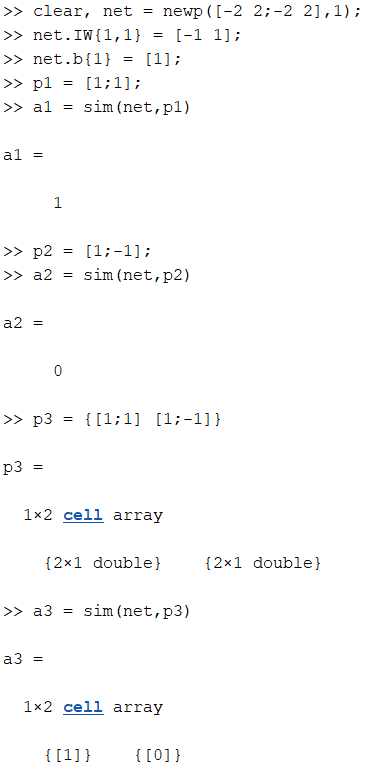 >> clear, net = newp([-2 2;-2 2],1);
>> net.IW{1,1} = [-1 1];
>> net.b{1} = [1];
>> p1 = [1;1];
>> a1 = sim(net,p1)
a1 =
1
>> p2 = [1;-1];
>> a2 = sim(net,p2)
a2 =
0
>> p3 = {[1;1] [1;-1]}
p3 =
1×2 cell array
{2×1 double} {2×1 double}
>> a3 = sim(net,p3)
a3 =
1×2 cell array
{[1]} {[0]}